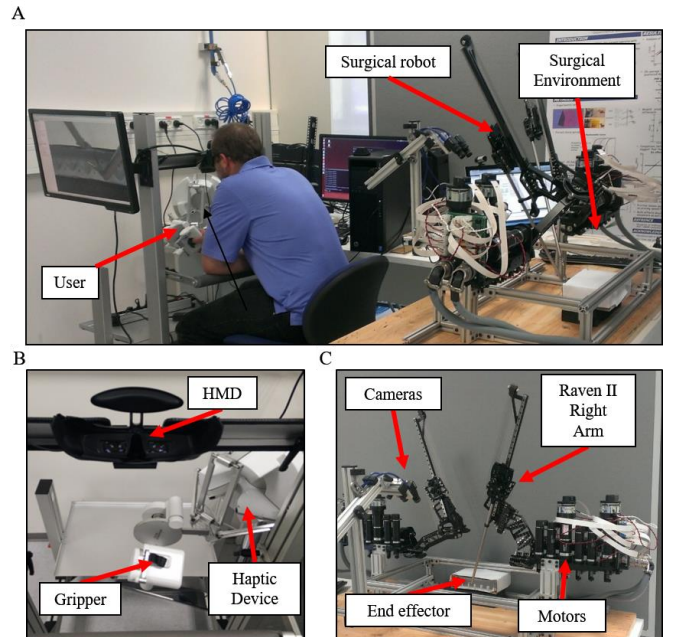 A
Surgical robot
Surgical
Environment
User
B
HMD
Gripper
Haptic
Device
C
Cameras
Raven II
Right
Arm
End effector
Motors